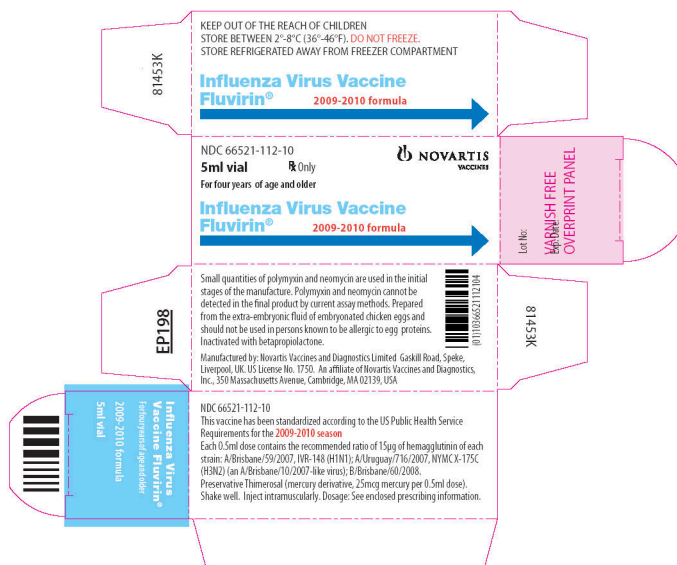 KEEP OUT OF THE REACH OF CHILDREN
STORE BETWEEN 2°-8°C (36°-46°F). DO NOT FREEZE.
STORE REFRIGERATED AWAY FROM FREEZER COMPARTMENT
81453K
Influenza Virus Vaccine
Fluvirin® 2009-2010 formula
NDC 66521-112-10
5ml vial ℞ Only
NOVARTIS
VACCINES
For four years of age and older
Influenza Virus Vaccine
Fluvirin® 2009-2010 formula
Lot No:
Exp. Date:
VARNISH FREE
OVERPRINT PANEL
Small quantities of polymyxin and neomycin are used in the initial
stages of the manufacture. Polymyxin and neomycin cannot be
detected in the final product by current assay methods. Prepared
from the extra-embryonic fluid of embryonated chicken eggs and
should not be used in persons known to be allergic to egg proteins.
Inactivated with betapropiolactone.
Manufactured by: Novartis Vaccines and Diagnostics Limited Gaskill Road, Speke,
Liverpool, UK. US License No. 1750. An affiliate of Novartis Vaccines and Diagnostics,
Inc., 350 Massachusetts Avenue, Cambridge, MA 02139, USA
(01)10366521112104
EP198
81453K
Influenza Virus
Vaccine Fluvirin®
For four years of age and older
2009-2010 formula
5ml vial
NDC 66521-112-10
This vaccine has been standardized according to the US Public Health Service
Requirements for the 2009-2010 season
Each 0.5ml dose contains the recommended ratio of 15µg of hemagglutinin of each
strain: A/Brisbane/59/2007, IVR-148 (H1N1); A/Uruguay/716/2007, NYMC X-175C
(H3N2) (an A/Brisbane/10/2007-like virus); B/Brisbane/60/2008.
Preservative Thimerosal (mercury derivative, 25mcg mercury per 0.5ml dose).
Shake well. Inject intramuscularly. Dosage: See enclosed prescribing information.